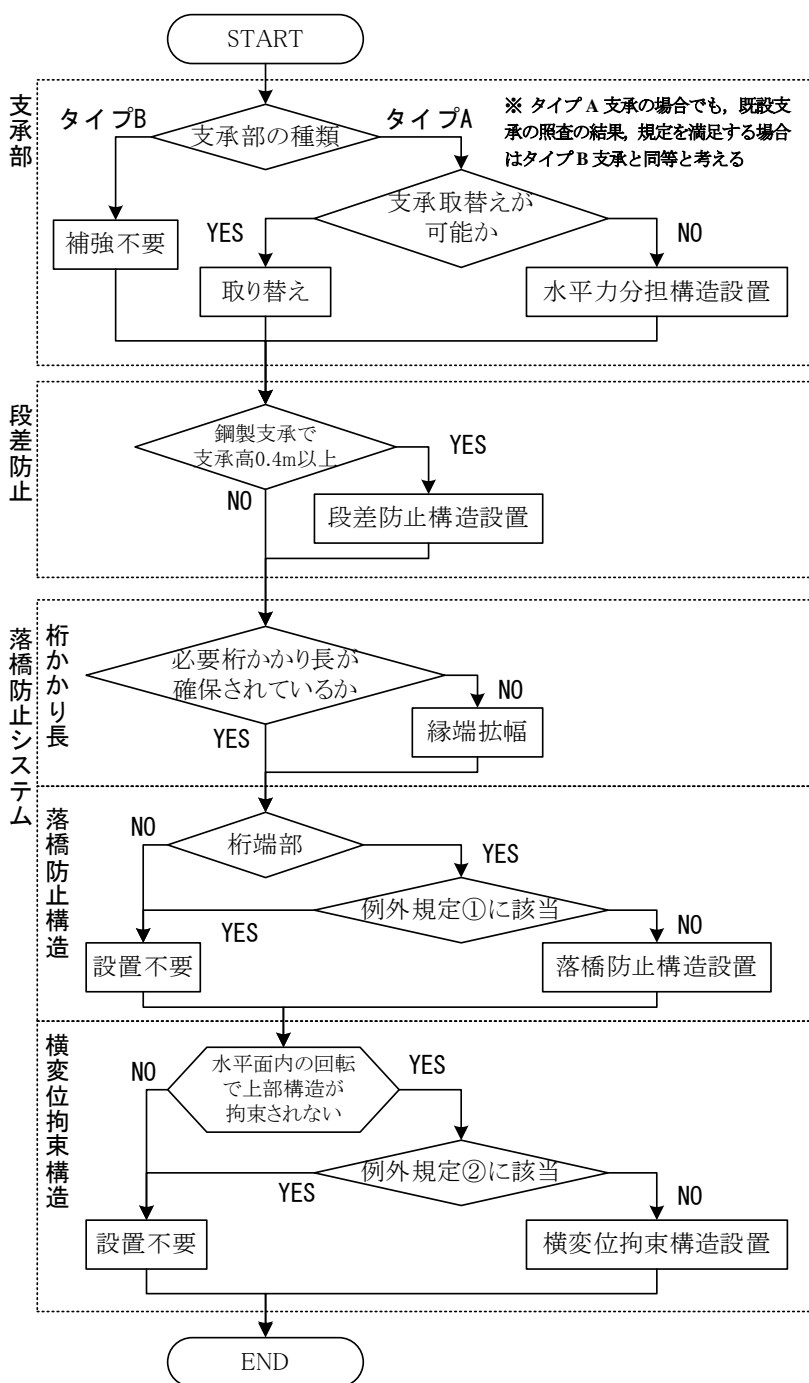 START
支承部
タイプB
支承部の種類
タイプA
※ タイプ A 支承の場合でも，既設支
承の照査の結果，規定を満足する場合
はタイプ B 支承と同等と考える
支承取替えが
可能か
YES
NO
補強不要
取り替え
水平力分担構造設置
段差防止
鋼製支承で
支承高0.4m以上
YES
NO
段差防止構造設置
落橋防止システム
桁かかり長
必要桁かかり長が
確保されているか
NO
YES
縁端拡幅
落橋防止構造
NO
桁端部
YES
例外規定①に該当
YES
NO
設置不要
落橋防止構造設置
横変位拘束構造
水平面内の回転
で上部構造が
拘束されない
NO
YES
例外規定②に該当
YES
NO
設置不要
横変位拘束構造設置
END